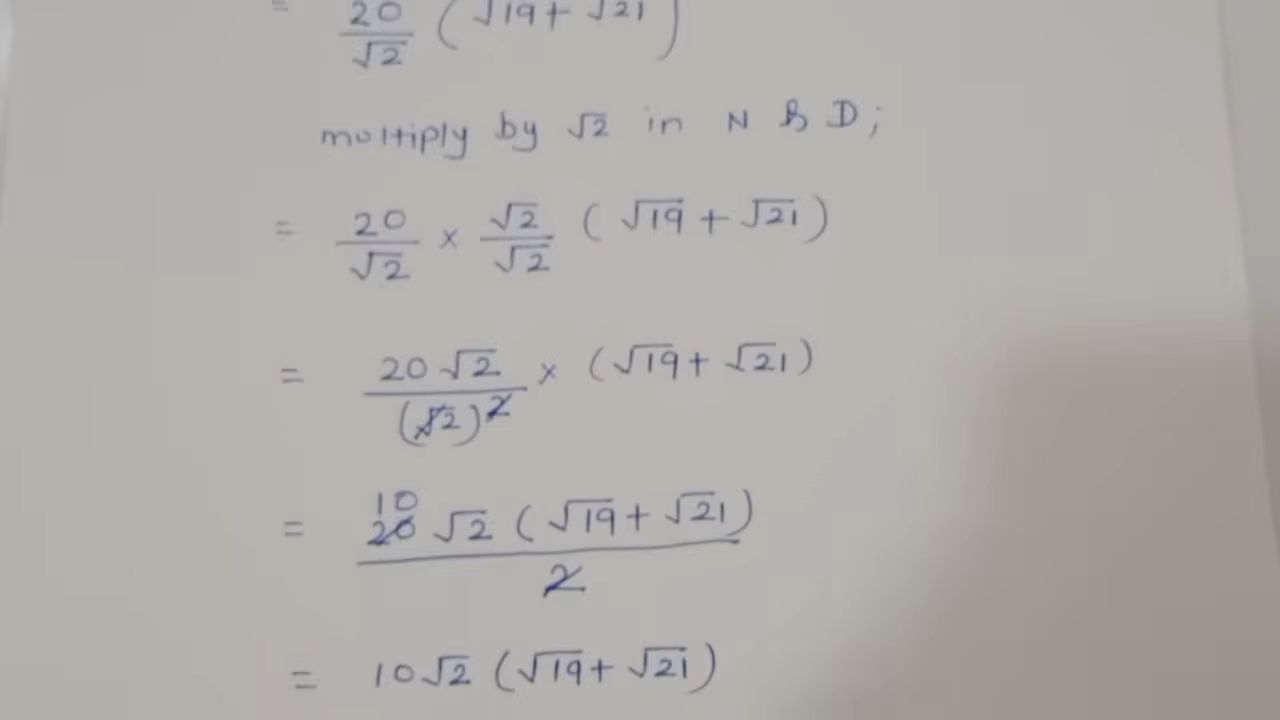 = 20/√2 (√19 + √21)
multiply by √2 in N & D;
= 20/√2 × √2/√2 (√19 + √21)
= 20√2/(√2)² × (√19 + √21)
10
= 20 √2 (√19 + √21)/2
= 10√2 (√19 + √21)